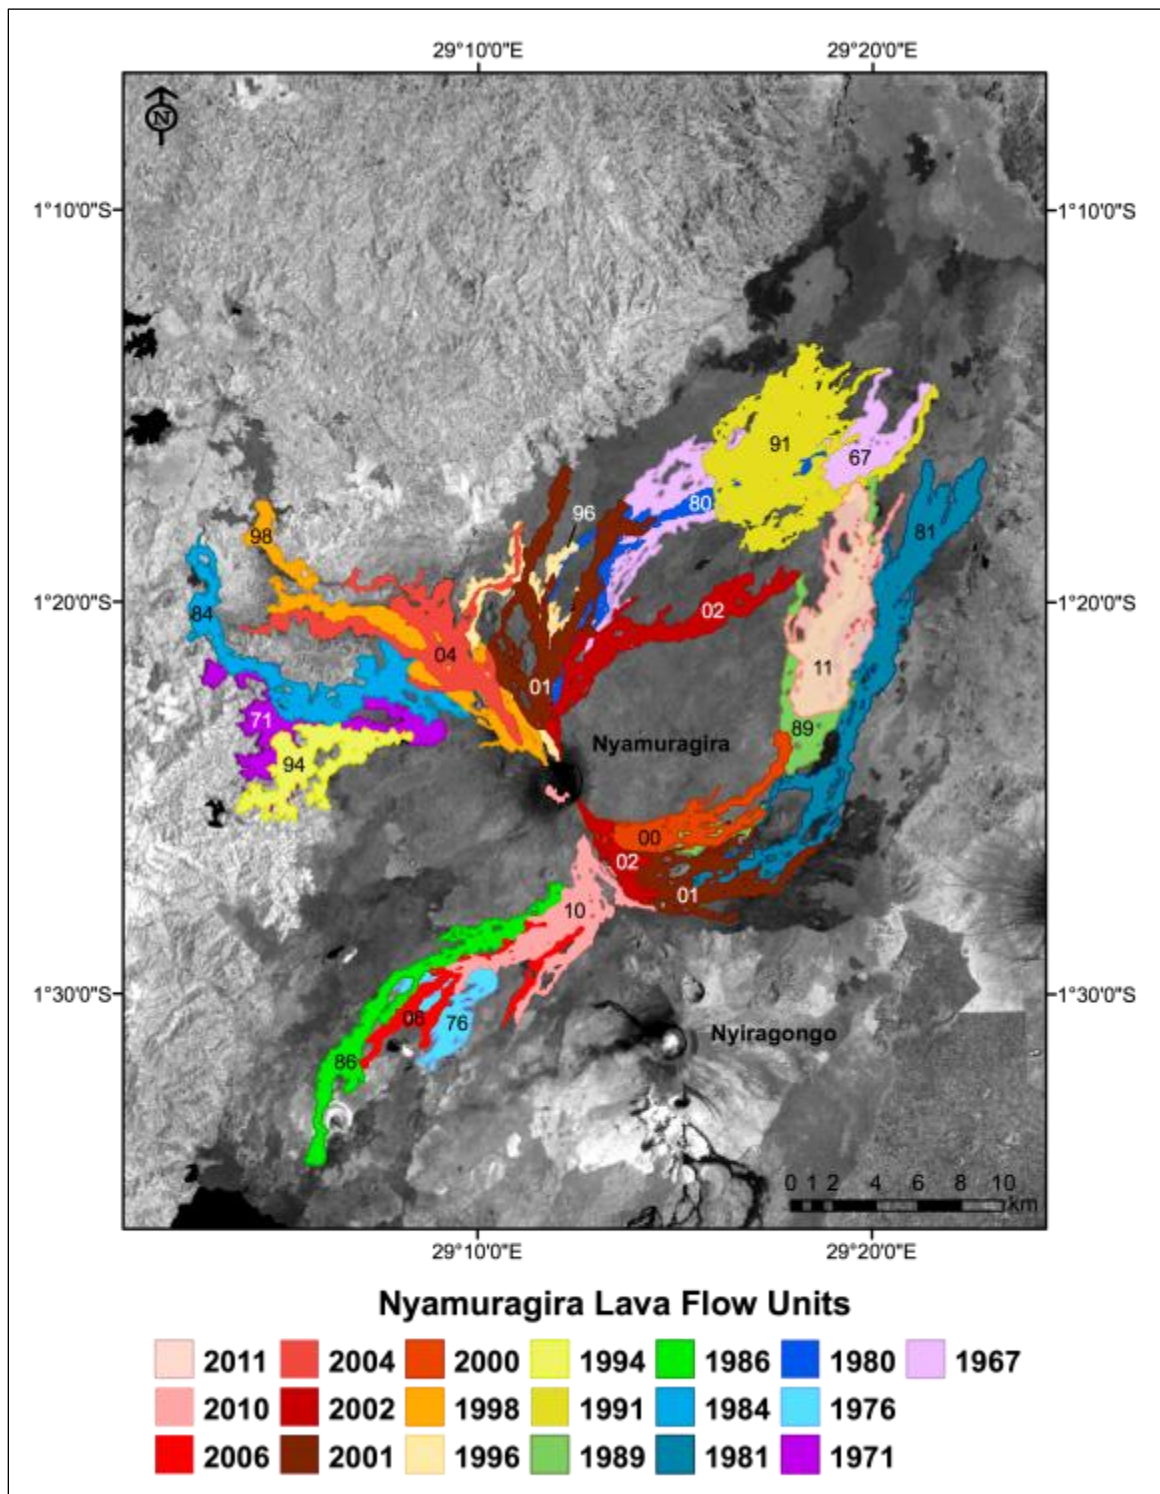 29°10'0"E 29°20'0"E
N
1°10'0"S 1°10'0"S
91
67
96
80
98
81
84
1°20'0"S 1°20'0"S
02
04
11
01
71
89
Nyamuragira
94
00
02
01
10
1°30'0"S 1°30'0"S
06
76
Nyiragongo
86
0 1 2 4 6 8 10
km
29°10'0"E 29°20'0"E
Nyamuragira Lava Flow Units
2011 2004 2000 1994 1986 1980 1967
2010 2002 1998 1991 1984 1976
2006 2001 1996 1989 1981 1971